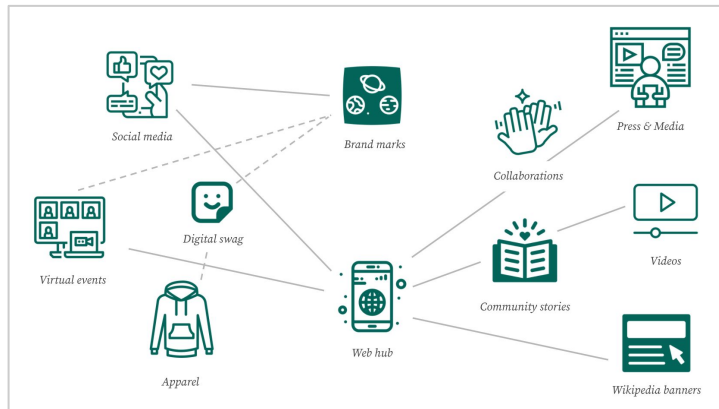 Social media
Brand marks
Press & Media
Collaborations
Digital swag
Virtual events
Videos
Community stories
Web hub
Apparel
Wikipedia banners